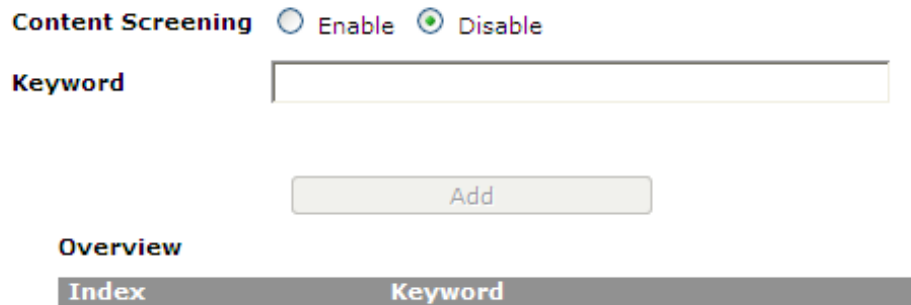 Content Screening Enable Disable
Keyword
Add
Overview
Index Keyword